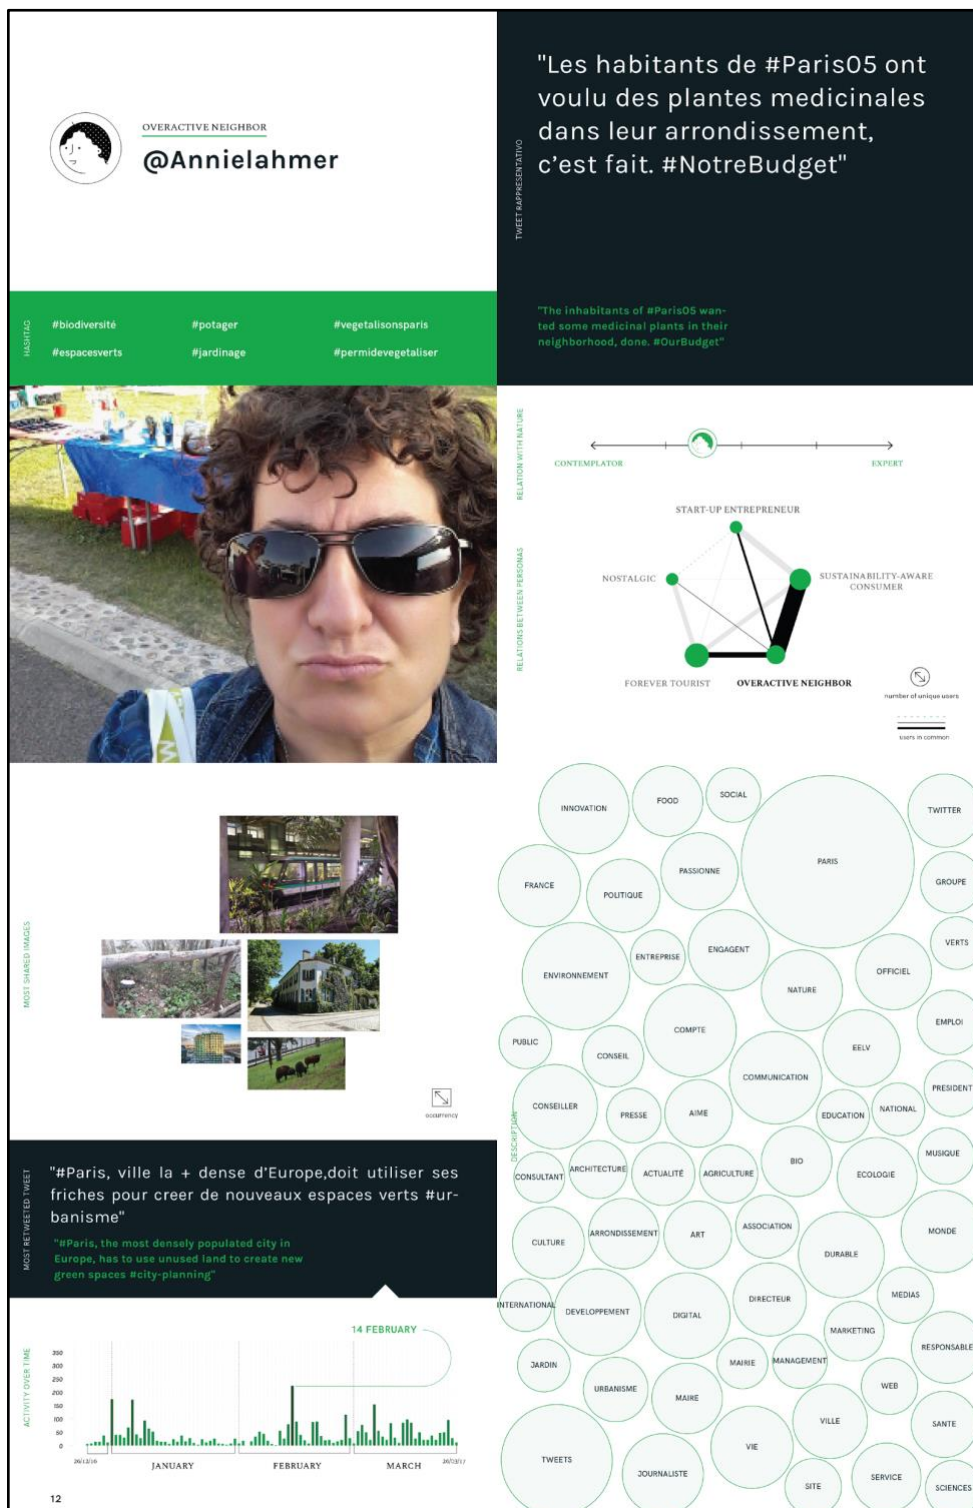 OVERACTIVE NEIGHBOR
@Annielahmer
HASHTAG
#biodiversité
#potager
#vegetalisonsparis
#espacesverts
#jardinage
#permidevegetaliser
TWEET RAPPRESENTATIVO
"Les habitants de #Paris05 ont
voulu des plantes medicinales
dans leur arrondissement,
c'est fait. #NotreBudget"
"The inhabitants of #Paris05 wan-
ted some medicinal plants in their
neighborhood, done. #OurBudget"
RELATION WITH NATURE
CONTEMPLATOR
EXPERT
RELATIONS BETWEEN PERSONAS
START-UP ENTREPRENEUR
NOSTALGIC
SUSTAINABILITY-AWARE
CONSUMER
FOREVER TOURIST
OVERACTIVE NEIGHBOR
number of unique users
users in common
MOST SHARED IMAGES
occurrency
MOST RETWEETED TWEET
"#Paris, ville la + dense d'Europe,doit utiliser ses
friches pour creer de nouveaux espaces verts #ur-
banisme"
"#Paris, the most densely populated city in
Europe, has to use unused land to create new
green spaces #city-planning"
ACTIVITY OVER TIME
14 FEBRUARY
350
300
250
200
150
100
50
0
26/12/16
JANUARY
FEBRUARY
MARCH
26/03/17
12
DESCRIPTION
INNOVATION
FOOD
SOCIAL
PARIS
TWITTER
FRANCE
POLITIQUE
PASSIONNE
GROUPE
ENVIRONNEMENT
ENTREPRISE
ENGAGENT
NATURE
OFFICIEL
VERTS
PUBLIC
CONSEIL
COMPTE
COMMUNICATION
EELV
EMPLOI
CONSEILLER
PRESSE
AIME
EDUCATION
NATIONAL
PRESIDENT
CONSULTANT
ARCHITECTURE
ACTUALITÉ
AGRICULTURE
BIO
ECOLOGIE
MUSIQUE
CULTURE
ARRONDISSEMENT
ART
ASSOCIATION
DURABLE
MONDE
INTERNATIONAL
DEVELOPPEMENT
DIGITAL
DIRECTEUR
MARKETING
MEDIAS
JARDIN
URBANISME
MAIRE
MAIRIE
MANAGEMENT
WEB
RESPONSABLE
TWEETS
JOURNALISTE
VIE
VILLE
SANTE
SITE
SERVICE
SCIENCES